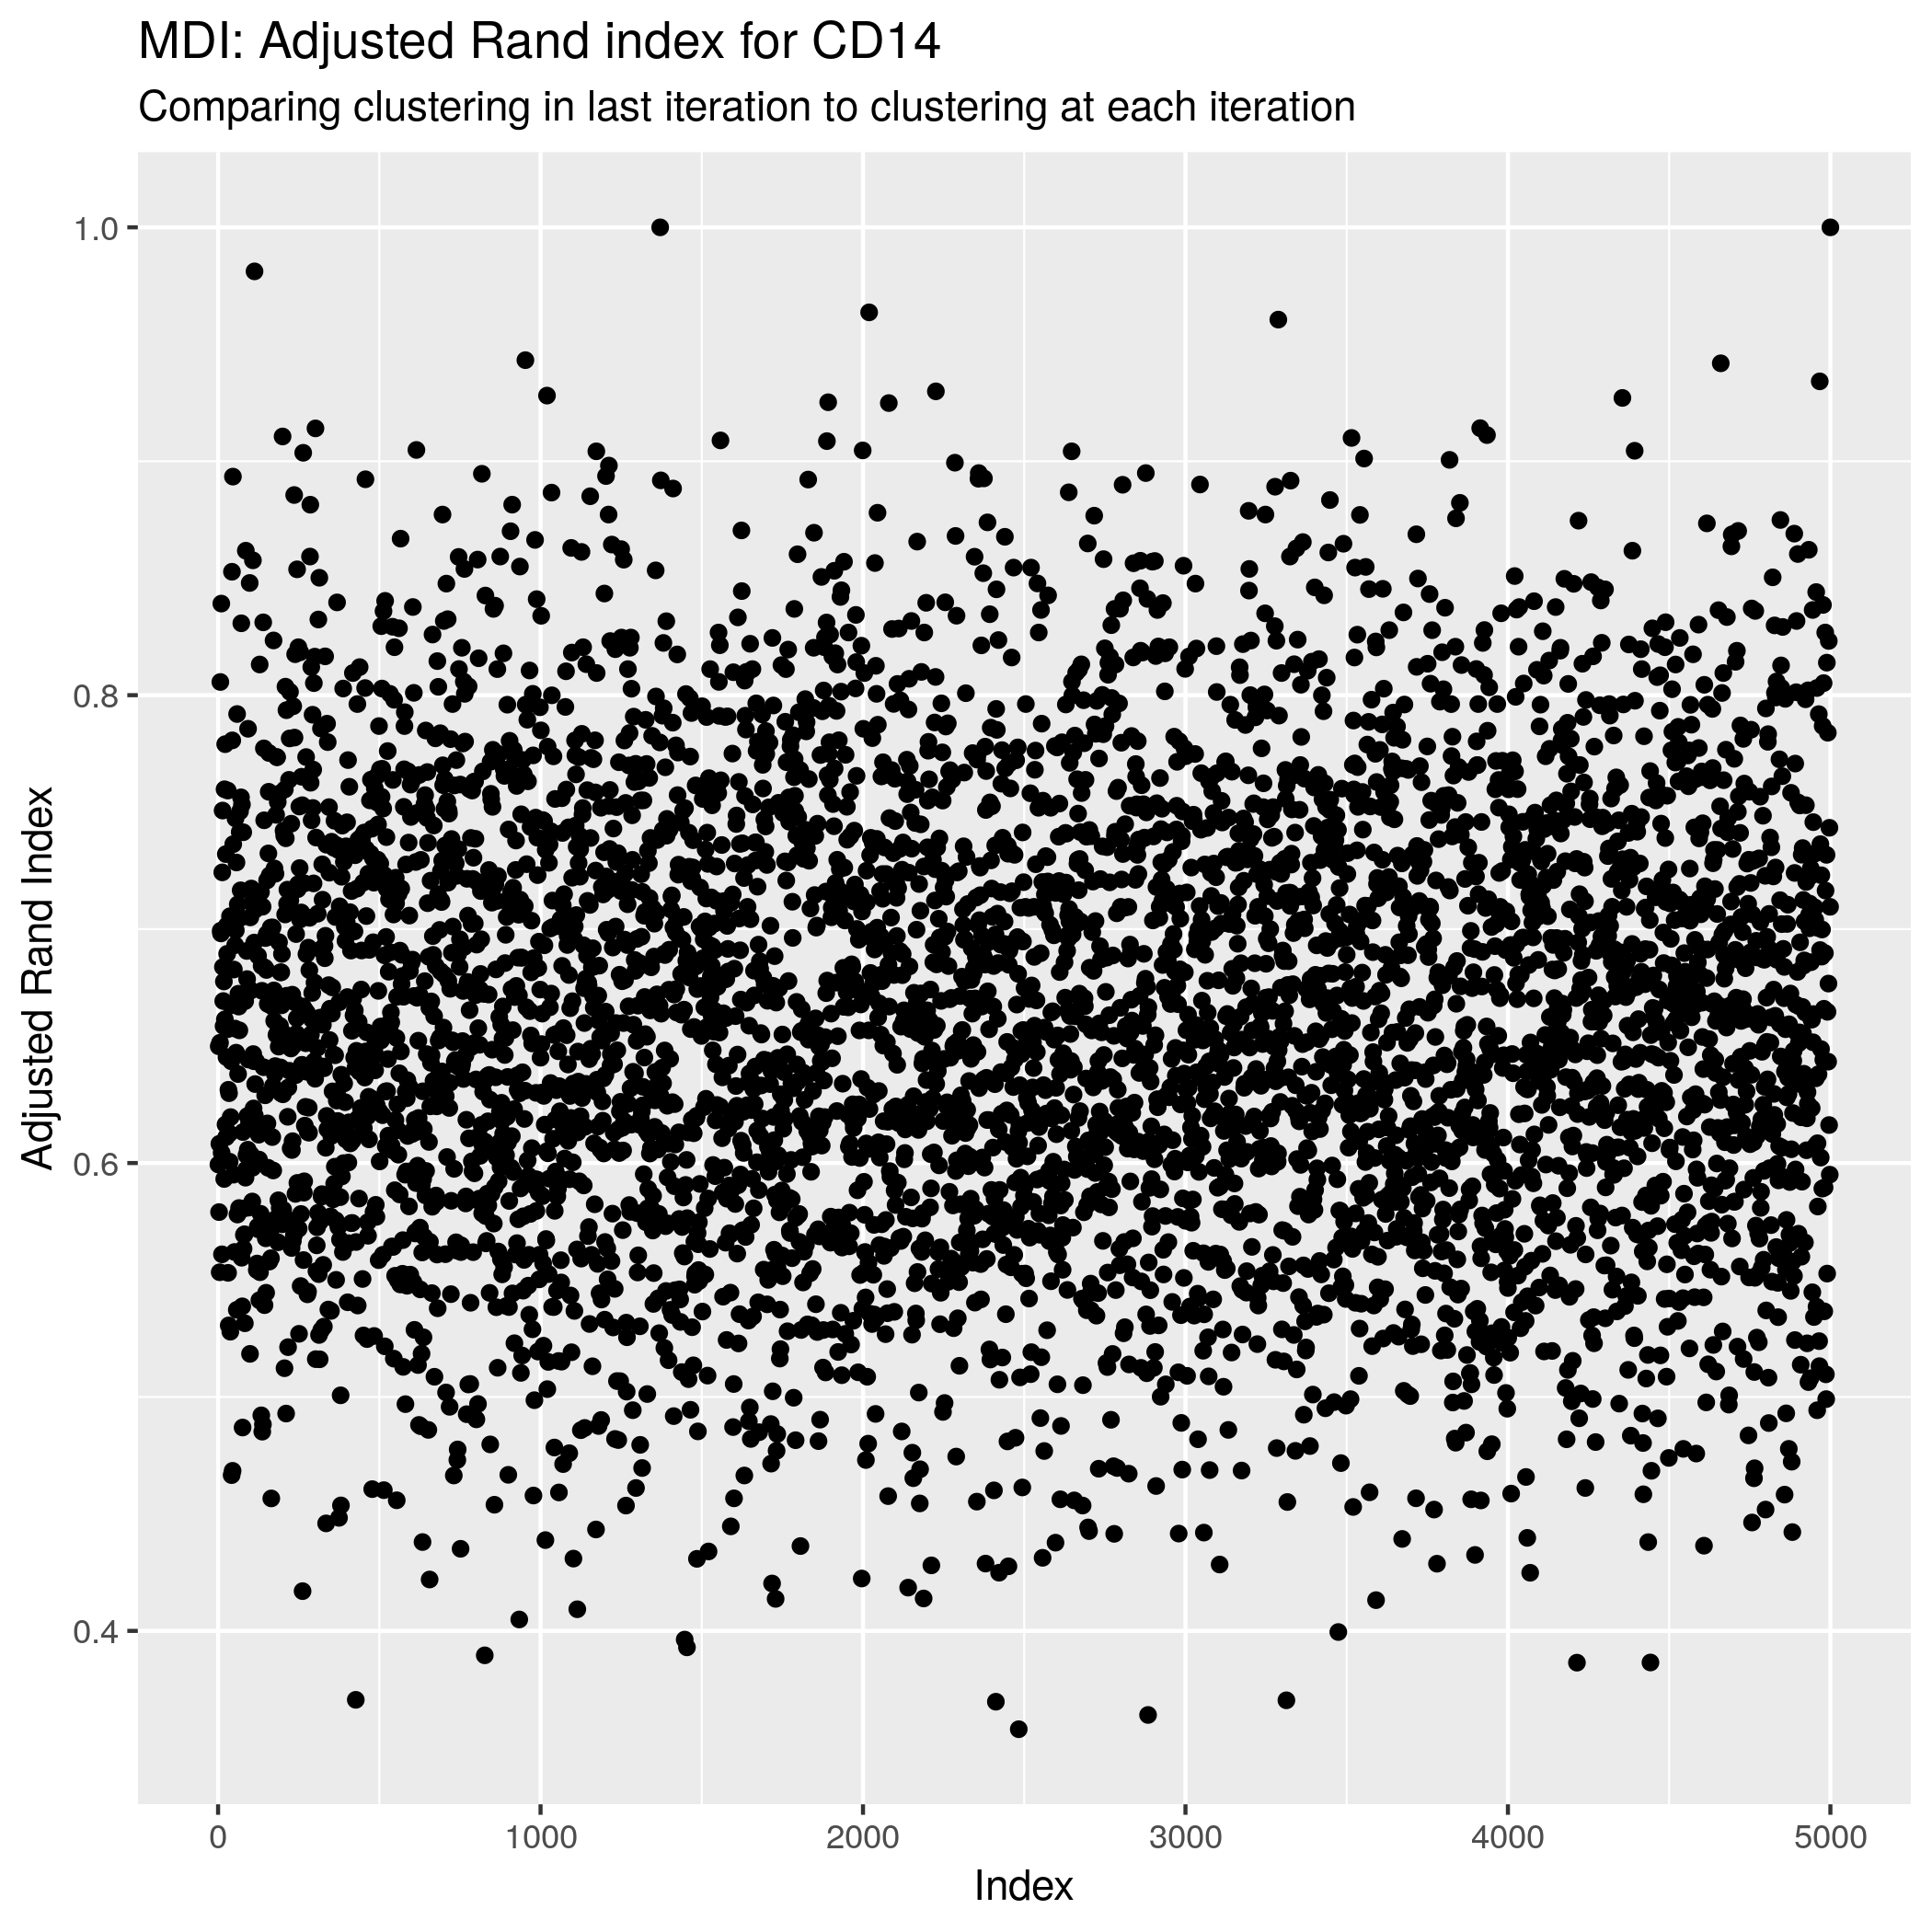 MDI: Adjusted Rand index for CD14
Comparing clustering in last iteration to clustering at each iteration
Adjusted Rand Index
1.0
0.8
0.6
0.4
0 1000 2000 3000 4000 5000
Index